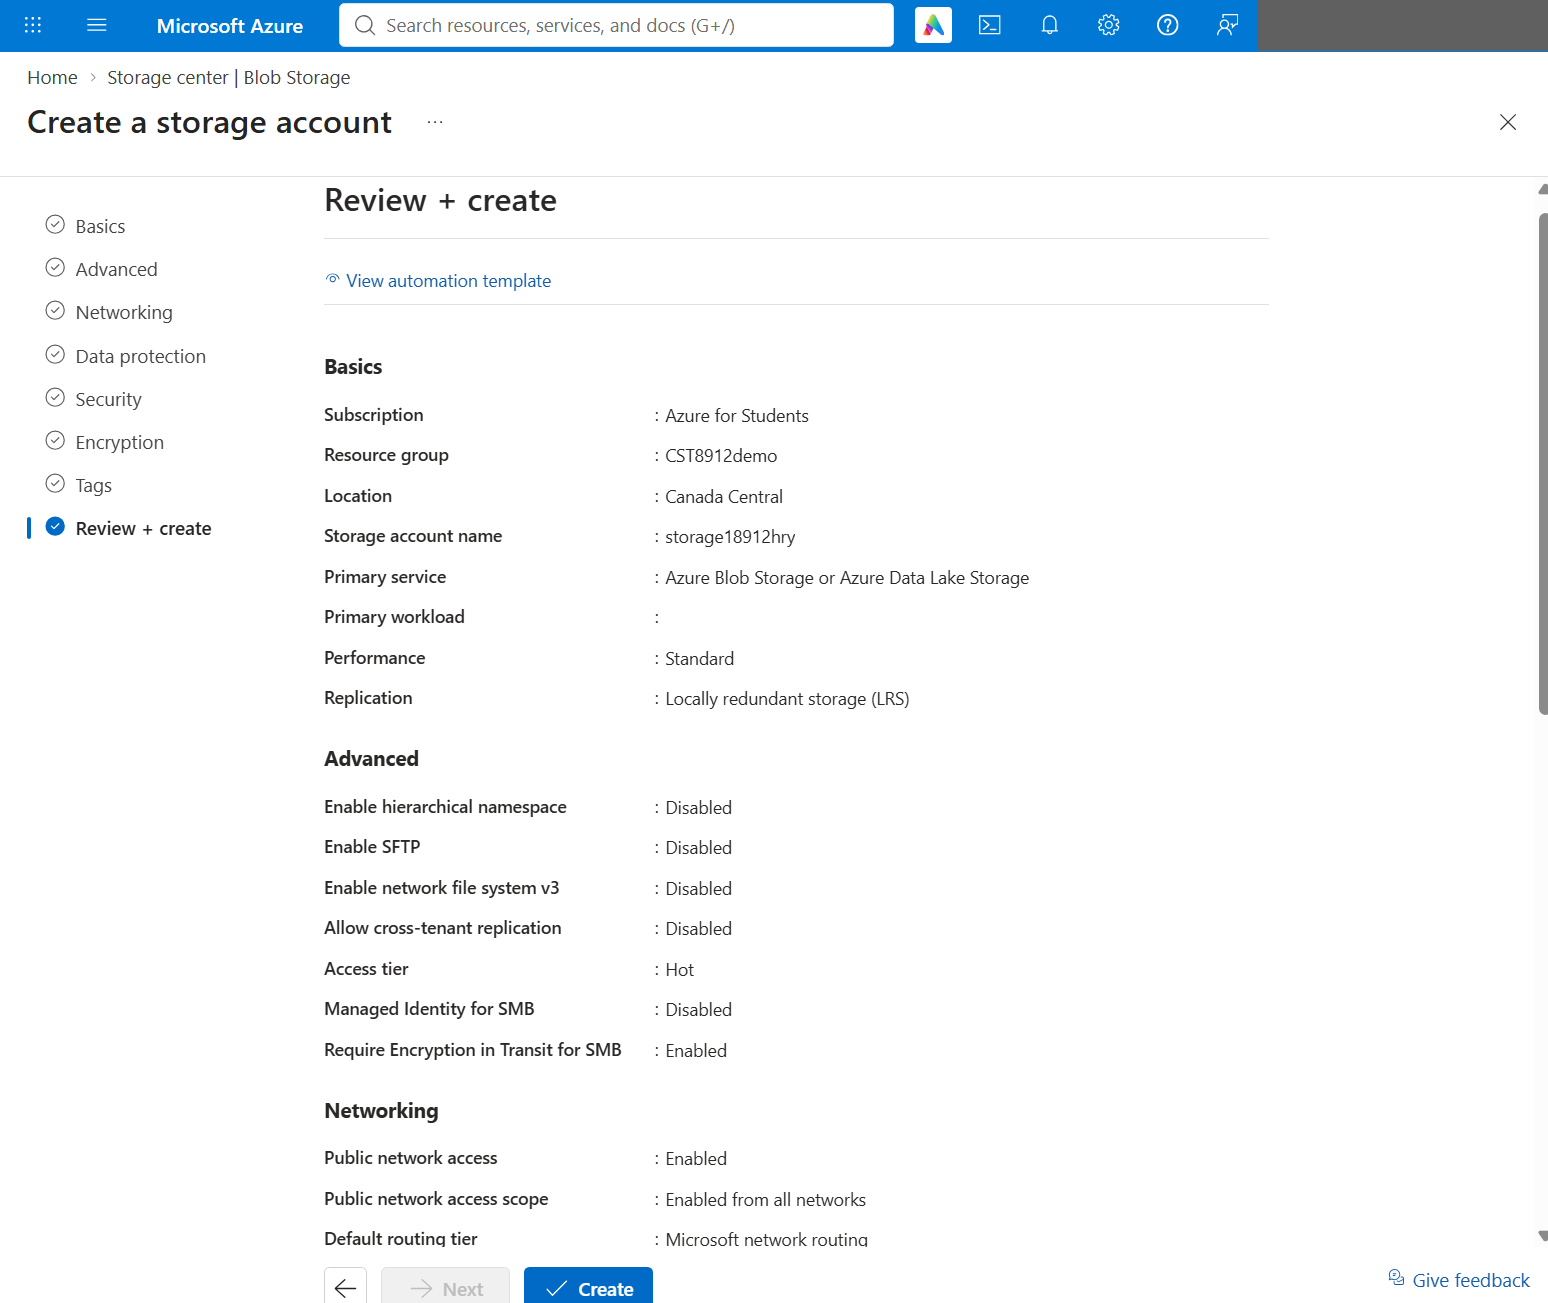 Microsoft Azure
Search resources, services, and docs (G+/)
Home > Storage center | Blob Storage
Create a storage account ...
Basics
Advanced
Networking
Data protection
Security
Encryption
Tags
Review + create
Review + create
View automation template
Basics
Subscription : Azure for Students
Resource group : CST8912demo
Location : Canada Central
Storage account name : storage18912hry
Primary service : Azure Blob Storage or Azure Data Lake Storage
Primary workload :
Performance : Standard
Replication : Locally redundant storage (LRS)
Advanced
Enable hierarchical namespace : Disabled
Enable SFTP : Disabled
Enable network file system v3 : Disabled
Allow cross-tenant replication : Disabled
Access tier : Hot
Managed Identity for SMB : Disabled
Require Encryption in Transit for SMB : Enabled
Networking
Public network access : Enabled
Public network access scope : Enabled from all networks
Default routing tier : Microsoft network routing
Next
Create
Give feedback